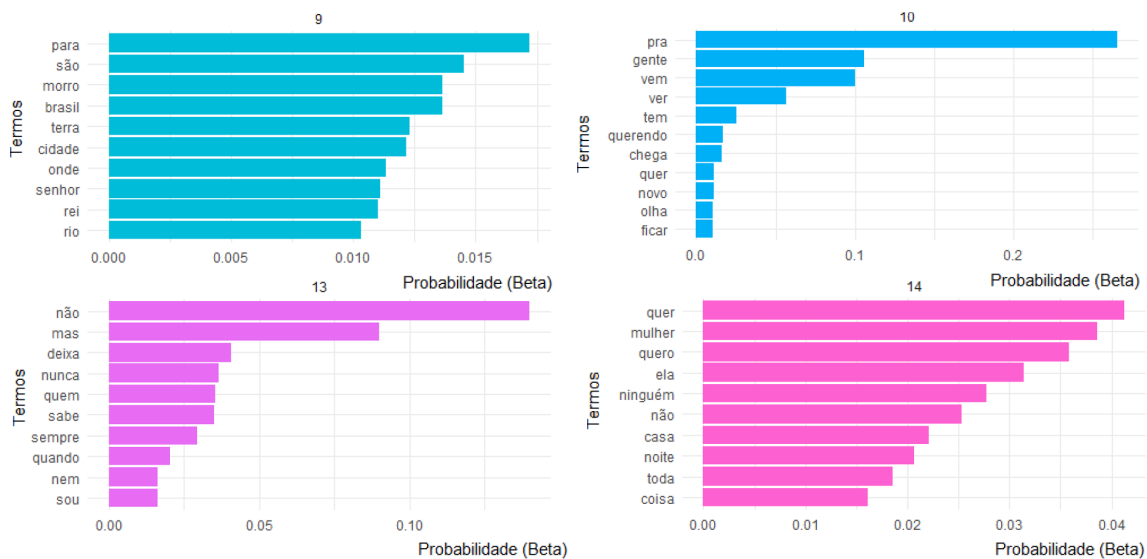 9
Termos
para
são
morro
brasil
terra
cidade
onde
senhor
rei
rio
0.000 0.005 0.010 0.015
Probabilidade (Beta)
10
Termos
pra
gente
vem
ver
tem
querendo
chega
quer
novo
olha
ficar
0.0 0.1 0.2
Probabilidade (Beta)
13
Termos
não
mas
deixa
nunca
quem
sabe
sempre
quando
nem
sou
0.00 0.05 0.10
Probabilidade (Beta)
14
Termos
quer
mulher
quero
ela
ninguém
não
casa
noite
toda
coisa
0.00 0.01 0.02 0.03 0.04
Probabilidade (Beta)